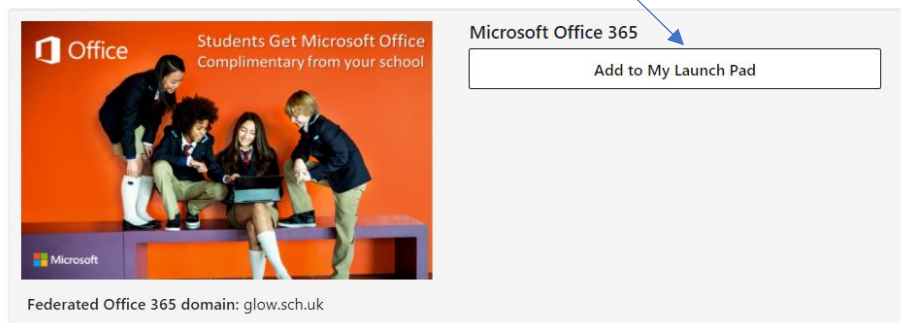 Office
Students Get Microsoft Office
Complimentary from your school
Microsoft
Federated Office 365 domain: glow.sch.uk
Microsoft Office 365
Add to My Launch Pad